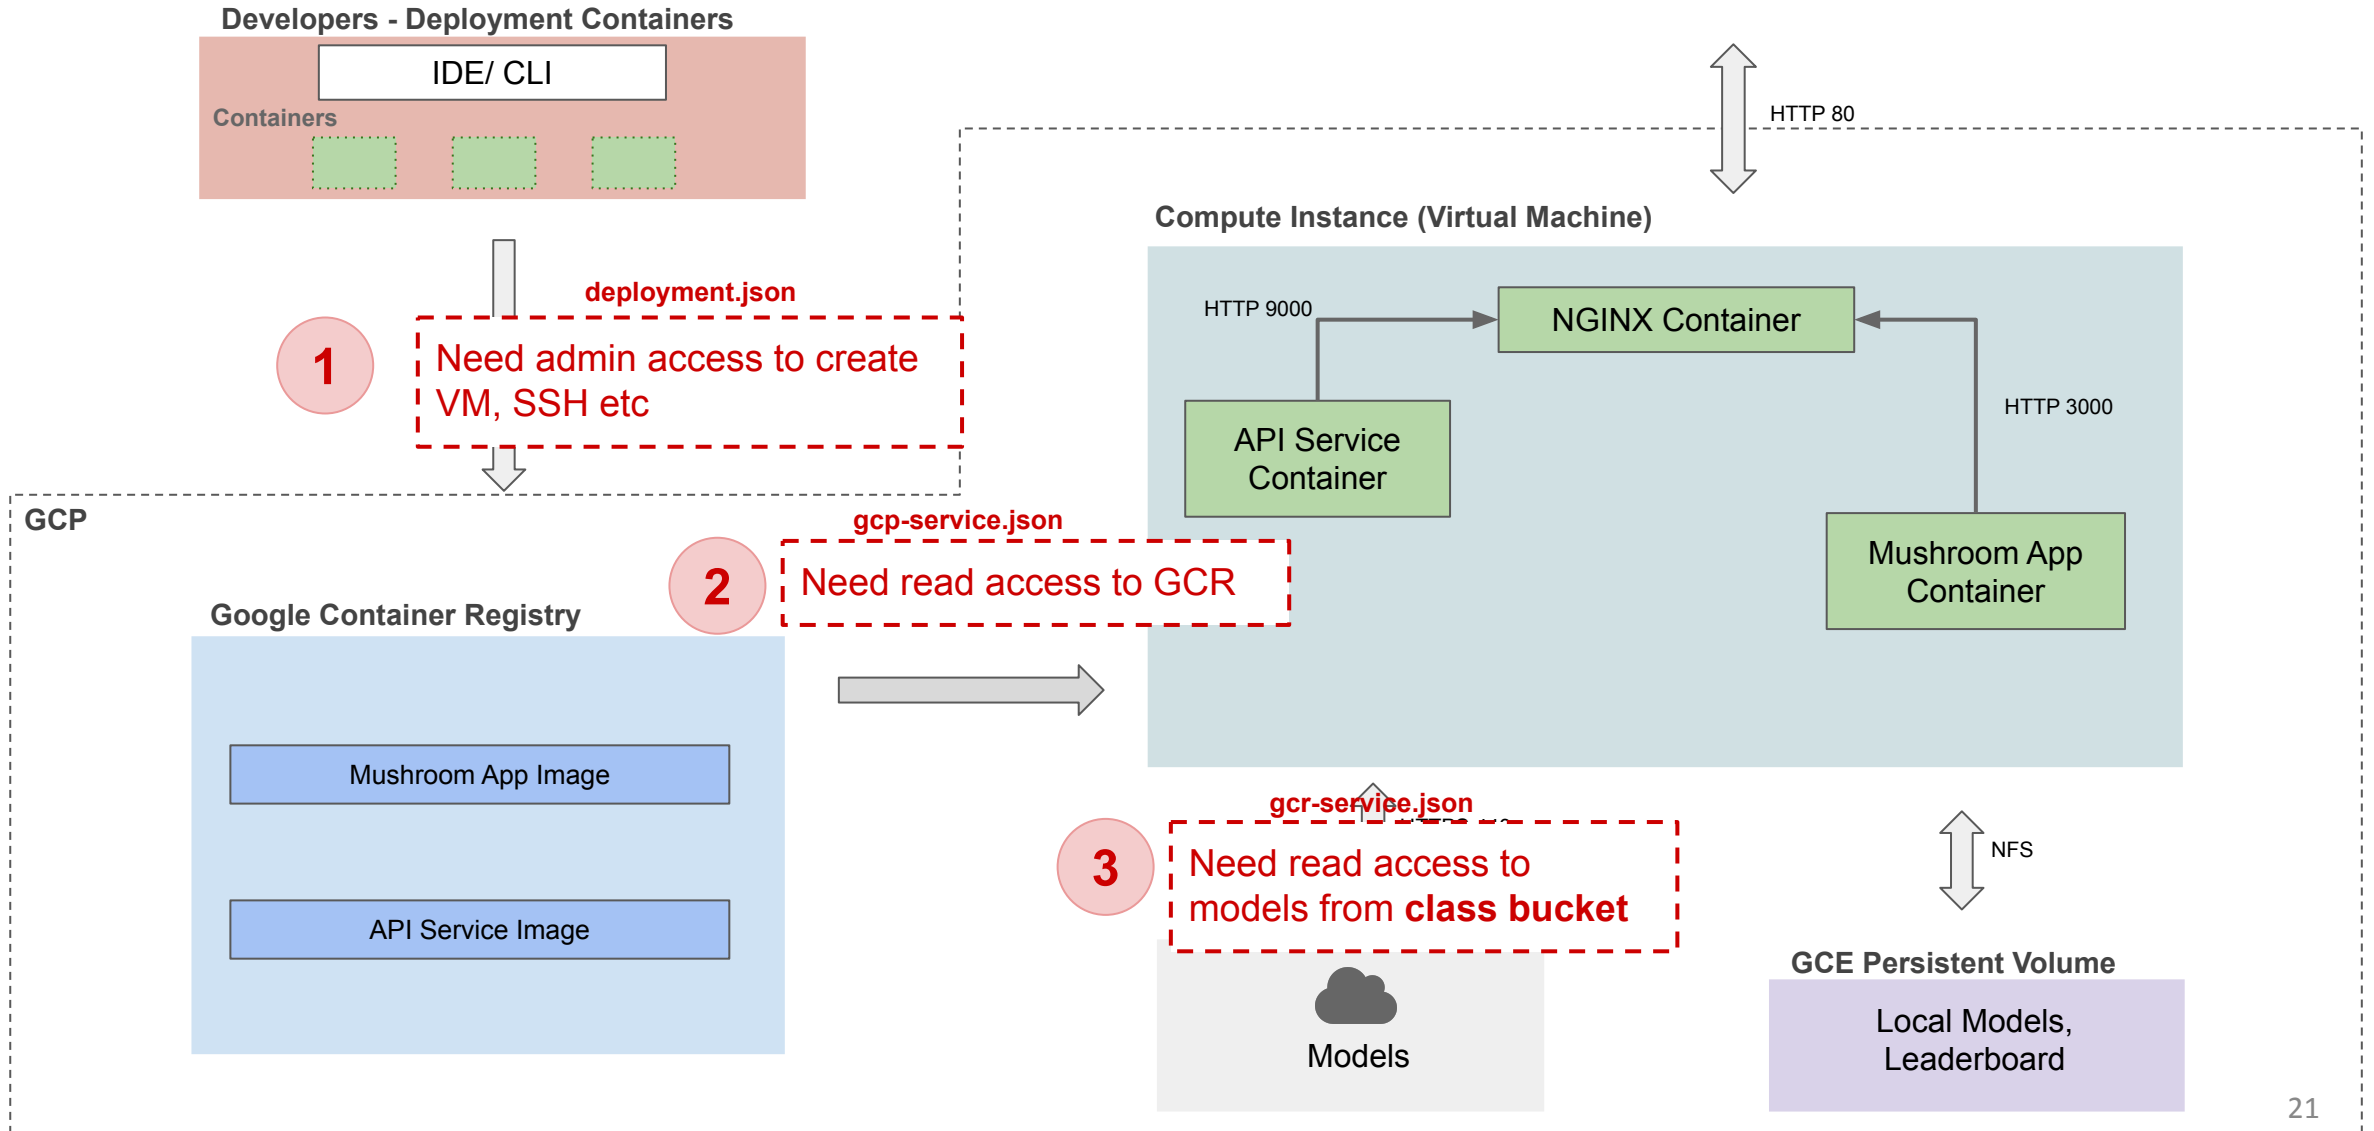 Developers - Deployment Containers
IDE/ CLI
Containers
HTTP 80
Compute Instance (Virtual Machine)
deployment.json
1
Need admin access to create
VM, SSH etc
HTTP 9000
NGINX Container
HTTP 3000
API Service
Container
GCP
gcp-service.json
2
Need read access to GCR
Mushroom App
Container
Google Container Registry
Mushroom App Image
API Service Image
gcr-service.json
3
Need read access to
models from class bucket
NFS
Models
GCE Persistent Volume
Local Models,
Leaderboard
21